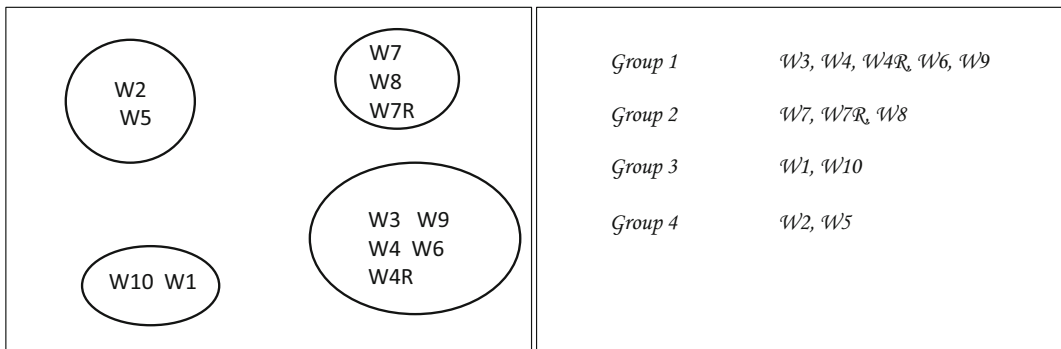 W2
W5
W7
W8
W7R
W3 W9
W4 W6
W4R
W10 W1
Group 1 W3, W4, W4R, W6, W9
Group 2 W7, W7R, W8
Group 3 W1, W10
Group 4 W2, W5